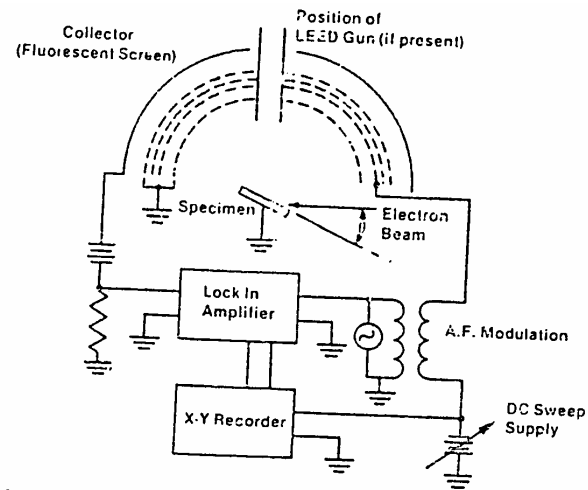 Collector
(Fluorescent Screen)
Position of
LEED Gun (if present)
Specimen
Electron
Beam
Lock In
Amplifier
A.F. Modulation
X-Y Recorder
DC Sweep
Supply